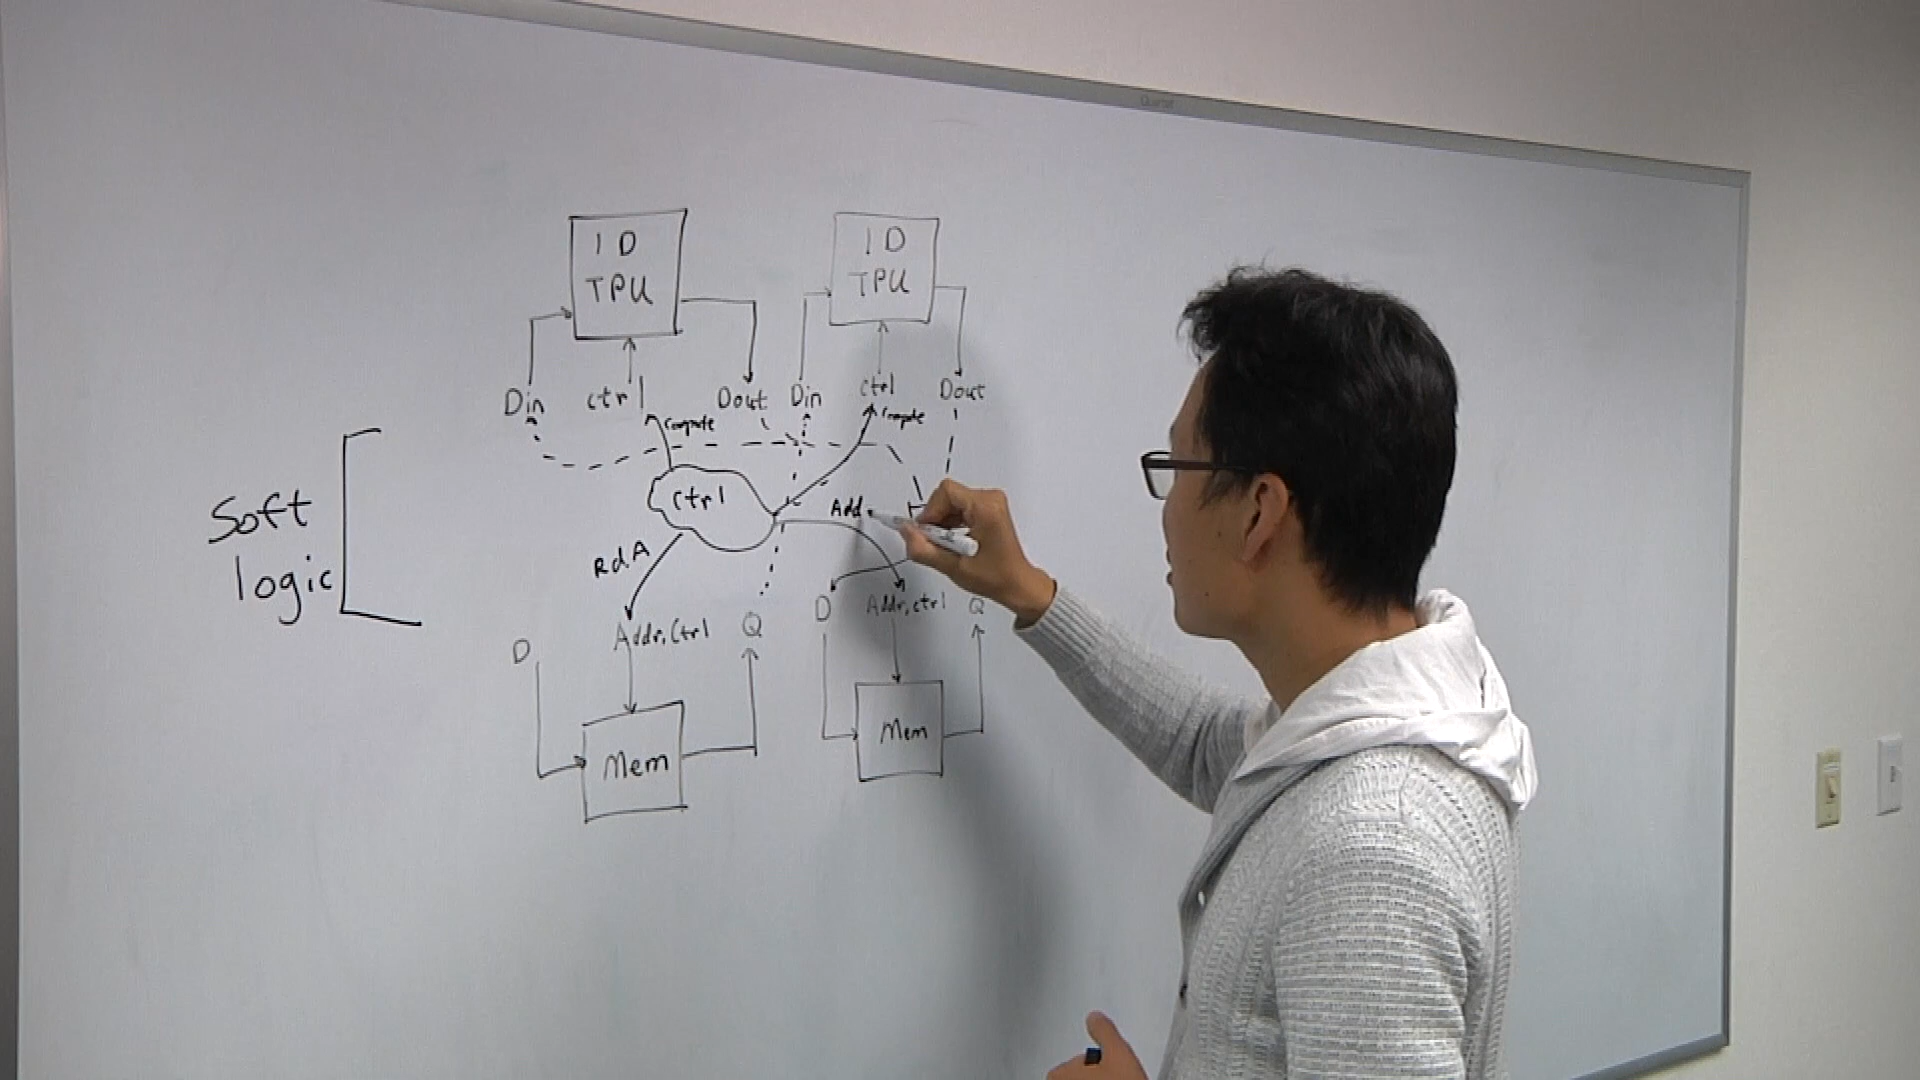 1D
TPU
1D
TPU
Din
ctrl
Dout
Din
ctrl
Dout
Compute
Compute
Soft
logic
Ctrl
Add
Rd.A
D
Addr, Ctrl
Q
D
Addr, ctrl
Q
Mem
Mem